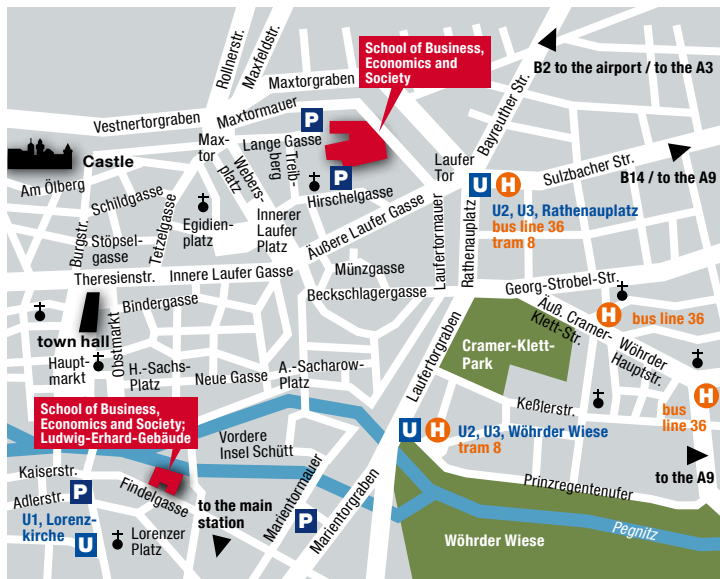 Rollnerstr.
Maxfeldstr.
School of Business,
Economics and
Society
Bayreuther Str.
B2 to the airport / to the A3
Maxtorgraben
Vestnertorgraben
Maxtormauer
P
Max-
tor
Lange Gasse
Webers-
platz
Treib-
berg
P
Hirschelgasse
Laufer
Tor
Sulzbacher Str.
B14 / to the A9
Castle
Am Ölberg
Schildgasse
Burgstr.
Stöpsel-
gasse
Tetzelgasse
Egidien-
platz
Innerer
Laufer
Platz
Äußere Laufer Gasse
Laufertormauer
Rathenauplatz
U H
U2, U3, Rathenauplatz
bus line 36
tram 8
Theresienstr.
Innere Laufer Gasse
Münzgasse
Beckschlagergasse
Georg-Strobel-Str.
Äuß. Cramer-
Klett-Str.
H bus line 36
Wöhrder
Hauptstr.
Bindergasse
town hall
Obstmarkt
Haupt-
markt
H.-Sachs-
Platz
Neue Gasse
A.-Sacharow-
Platz
Laufertorgraben
Cramer-Klett-
Park
Keßlerstr.
H
bus
line 36
School of Business,
Economics and Society;
Ludwig-Erhard-Gebäude
Vordere
Insel Schütt
U H
U2, U3, Wöhrder Wiese
tram 8
to the A9
Kaiserstr.
Adlerstr.
P
Findelgasse
to the main
station
Marientormauer
P
Marientorgraben
Prinzregentenufer
Pegnitz
Wöhrder Wiese
U1, Lorenz-
kirche
U
Lorenzer
Platz